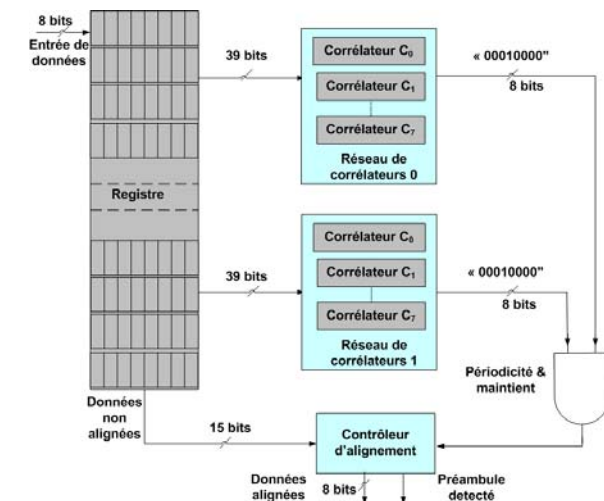 8 bits
Entrée de
données
39 bits
Corrélateur C0
Corrélateur C1
Corrélateur C7
Réseau de
corrélateurs 0
« 00010000"
8 bits
Registre
39 bits
Corrélateur C0
Corrélateur C1
Corrélateur C7
Réseau de
corrélateurs 1
« 00010000"
8 bits
Périodicité &
maintient
Données
non
alignées
15 bits
Contrôleur
d'alignement
Données
alignées
8 bits
Préambule
detecté